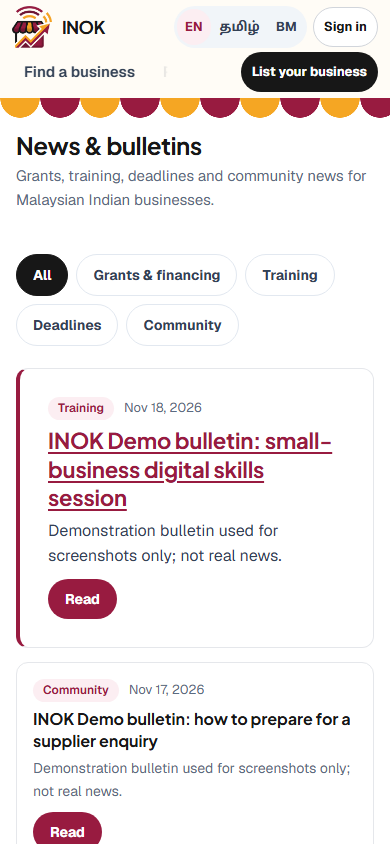 INOK
EN தமிழ் BM
Sign in
Find a business
List your business
News & bulletins
Grants, training, deadlines and community news for
Malaysian Indian businesses.
All
Grants & financing
Training
Deadlines
Community
Training Nov 18, 2026
INOK Demo bulletin: small-
business digital skills
session
Demonstration bulletin used for
screenshots only; not real news.
Read
Community Nov 17, 2026
INOK Demo bulletin: how to prepare for a
supplier enquiry
Demonstration bulletin used for screenshots only;
not real news.
Read